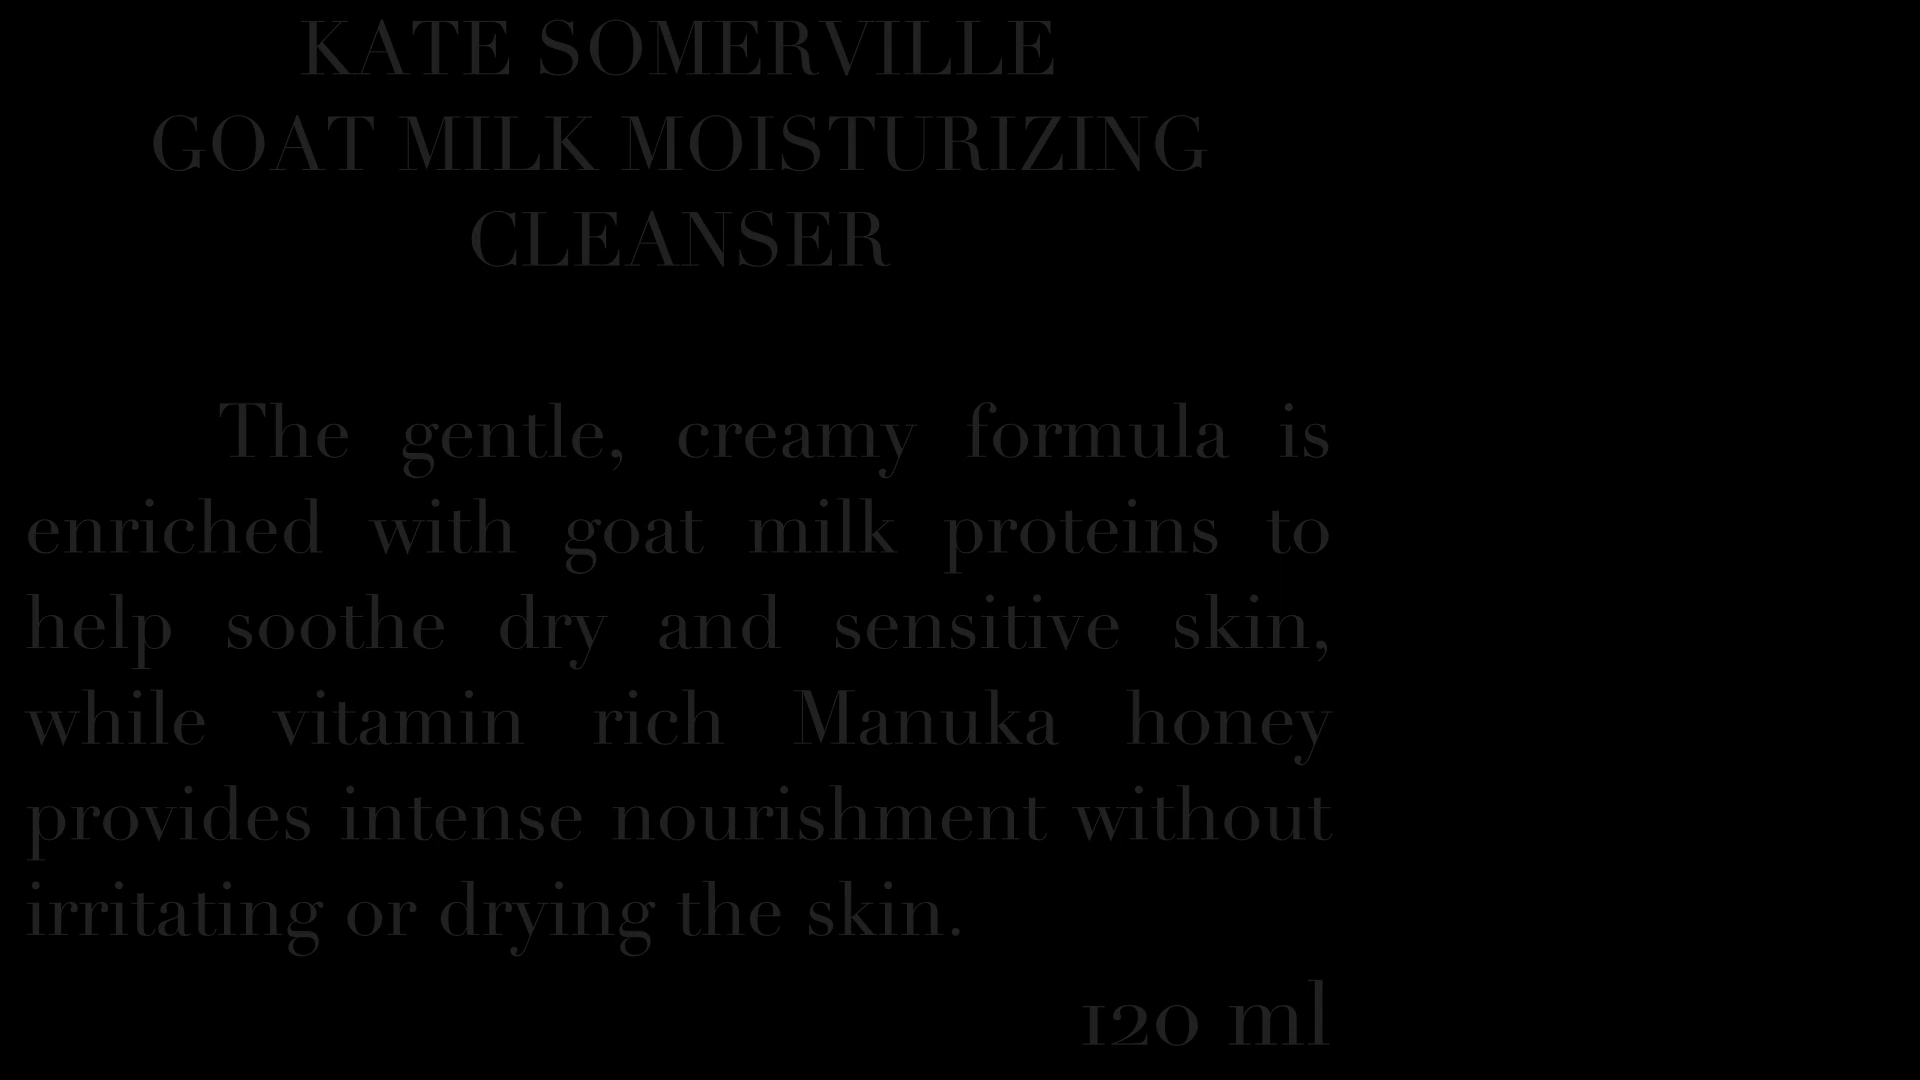 KATE SOMERVILLE
GOAT MILK MOISTURIZING
CLEANSER
The gentle, creamy formula is
enriched with goat milk proteins to
help soothe dry and sensitive skin,
while vitamin rich Manuka honey
provides intense nourishment without
irritating or drying the skin.
120 ml